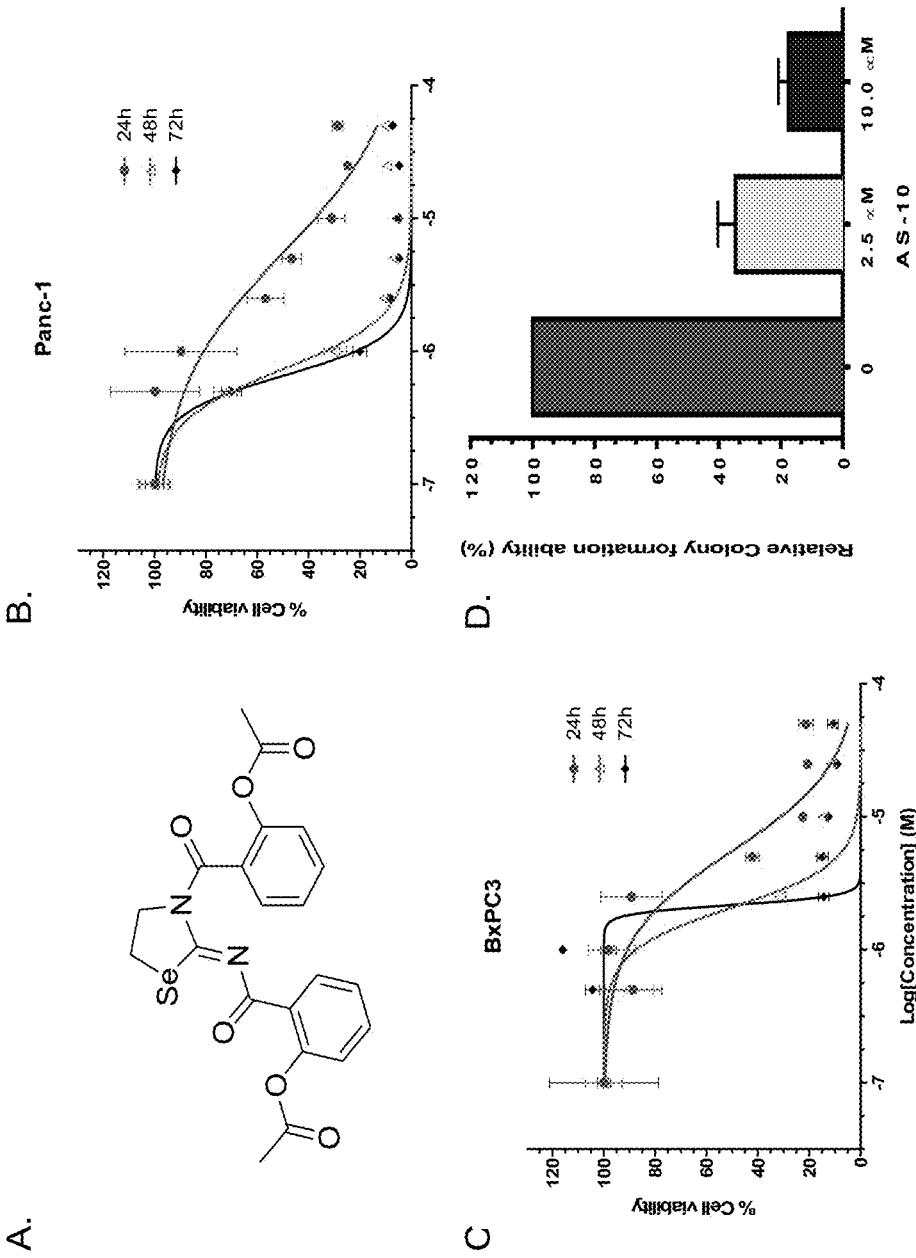 A.
Se
N
O
O
N
O
O
O
O
B.
Panc-1
24h
48h
72h
% Cell viability
120
100
80
60
40
20
0
-7
-6
-5
-4
C
BxPC3
24h
48h
72h
% Cell viability
120
100
80
60
40
20
0
-7
-6
-5
-4
Log[Concentration] (M)
D.
Relative Colony formation ability (%)
120
100
80
60
40
20
0
0
2.5 ∝M
10.0 ∝M
AS-10